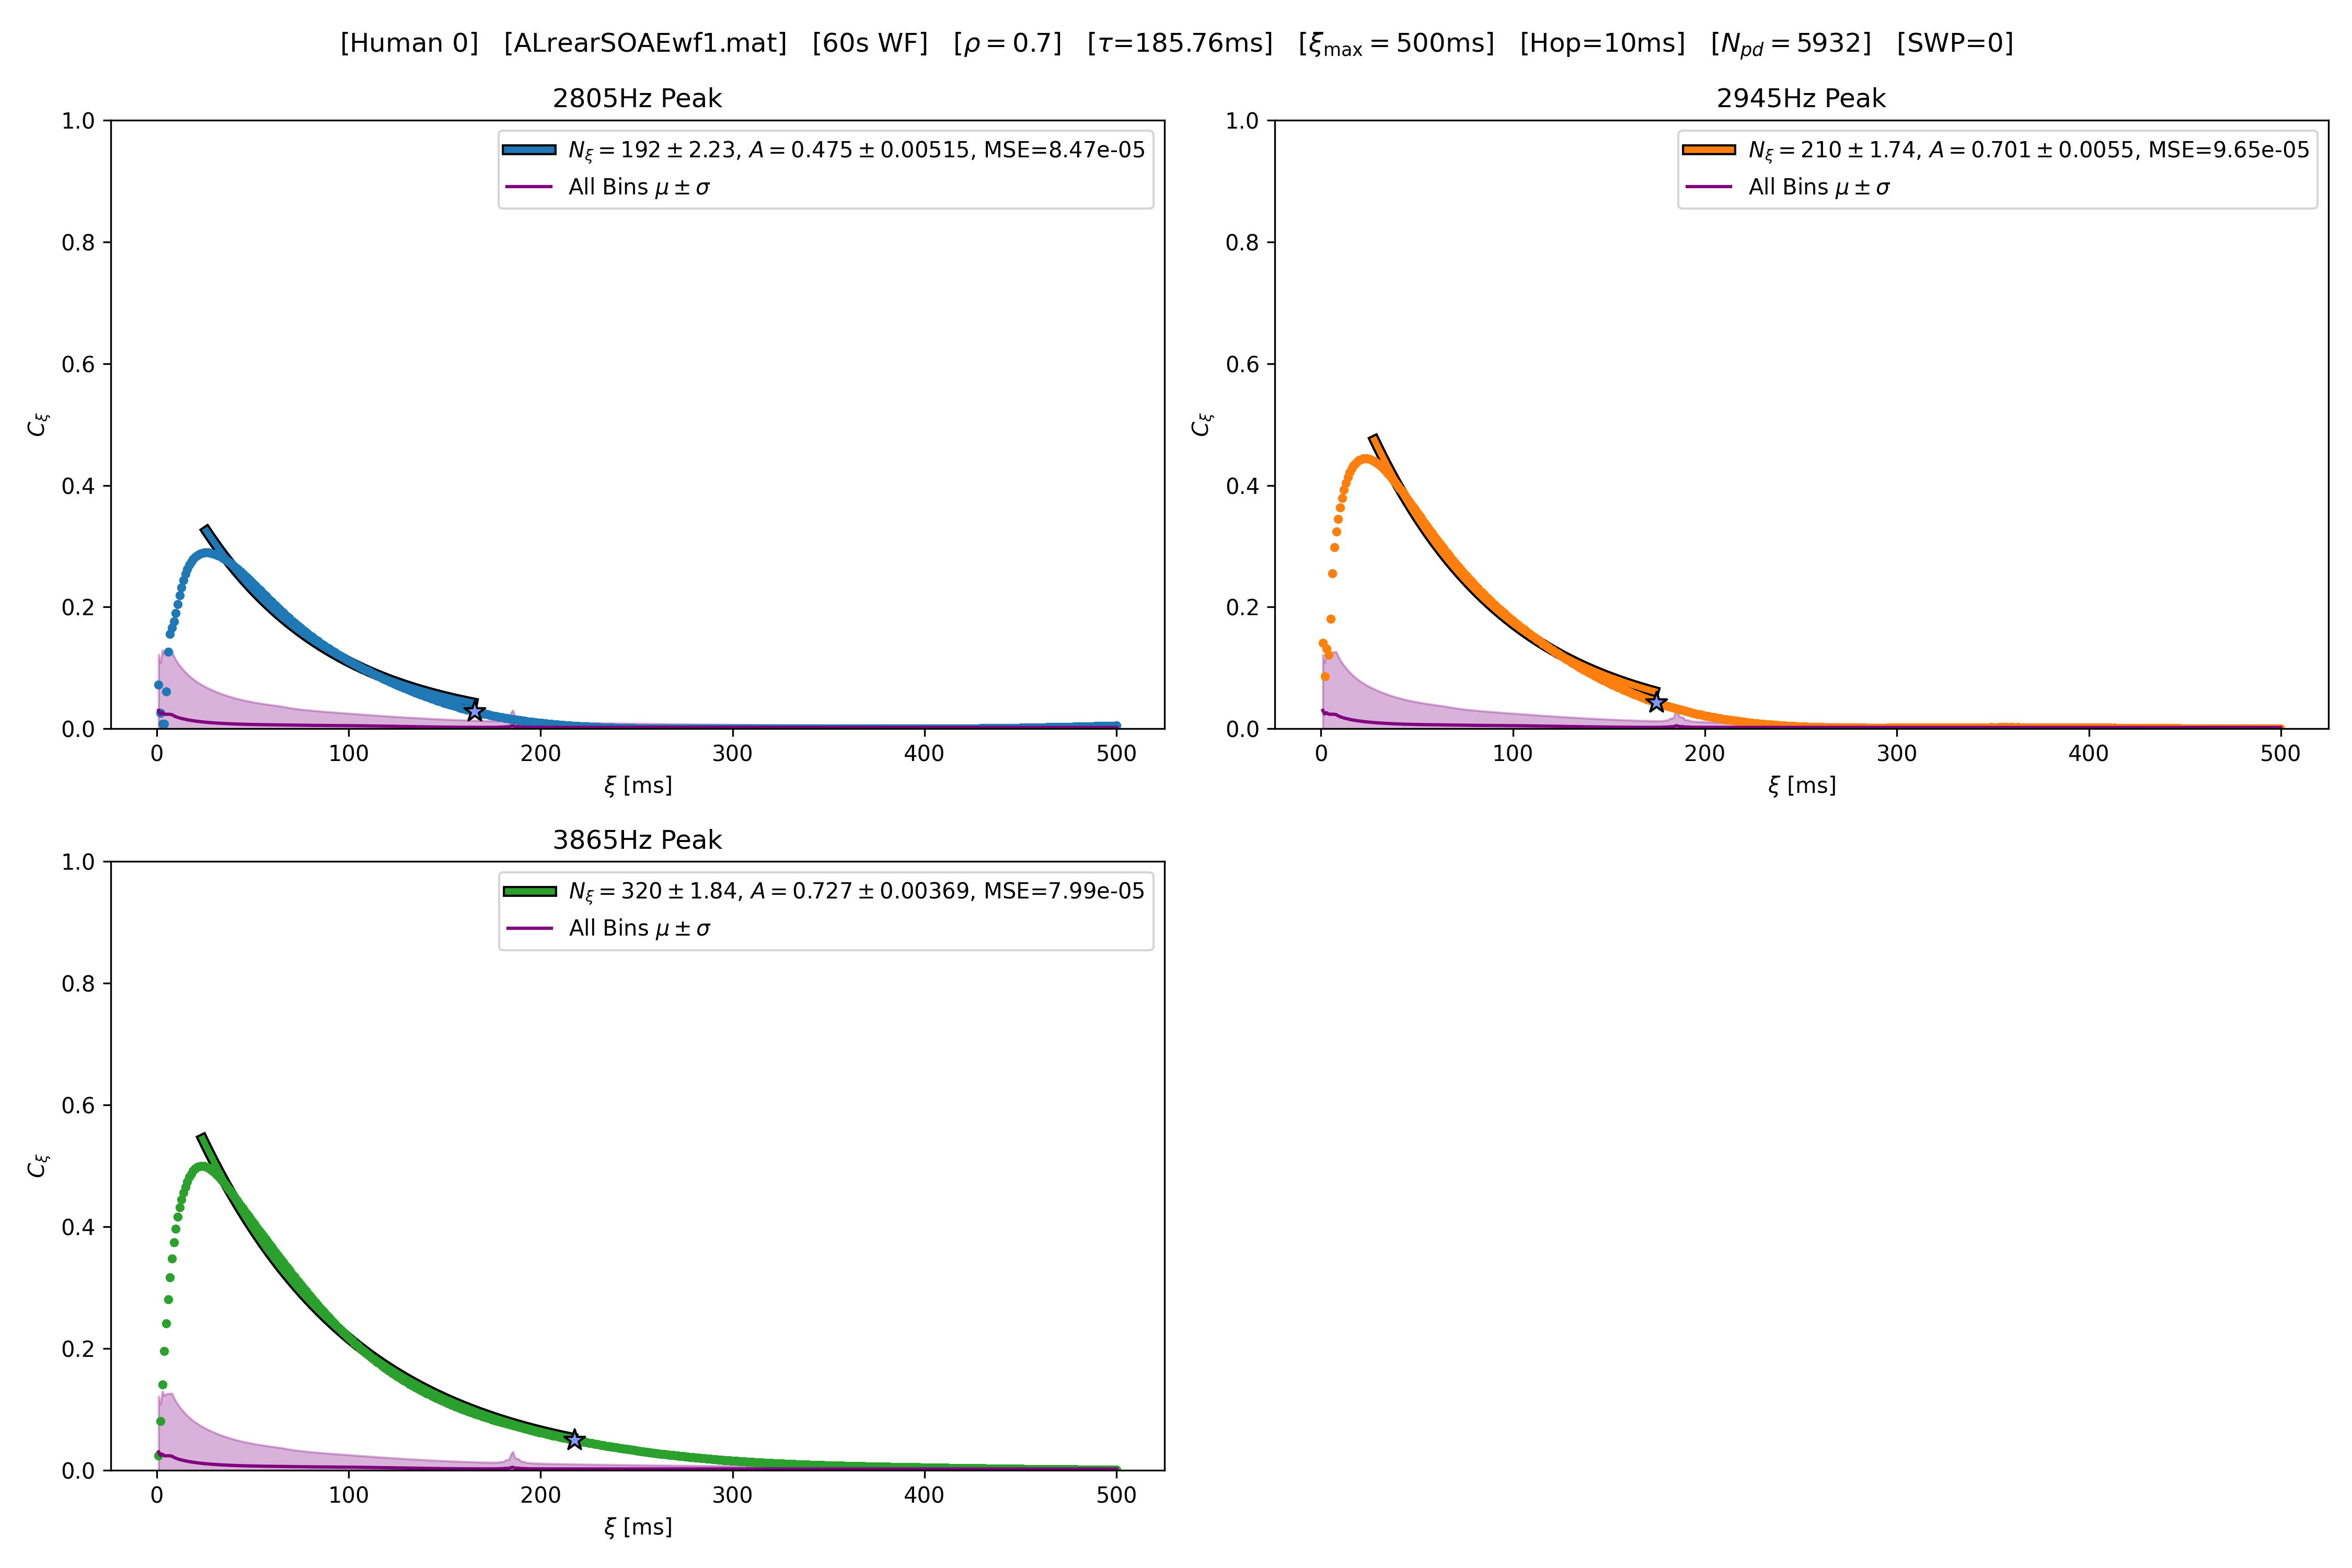 [Human 0] [ALrearSOAEwf1.mat] [60s WF] [ρ = 0.7] [τ=185.76ms] [ξmax = 500ms] [Hop=10ms] [Npd = 5932] [SWP=0]
2805Hz Peak
1.0
0.8
0.6
0.4
0.2
0.0
Cξ
Nξ = 192 ± 2.23, A = 0.475 ± 0.00515, MSE=8.47e-05
All Bins μ ± σ
0 100 200 300 400 500
ξ [ms]
2945Hz Peak
1.0
0.8
0.6
0.4
0.2
0.0
Cξ
Nξ = 210 ± 1.74, A = 0.701 ± 0.0055, MSE=9.65e-05
All Bins μ ± σ
0 100 200 300 400 500
ξ [ms]
3865Hz Peak
1.0
0.8
0.6
0.4
0.2
0.0
Cξ
Nξ = 320 ± 1.84, A = 0.727 ± 0.00369, MSE=7.99e-05
All Bins μ ± σ
0 100 200 300 400 500
ξ [ms]